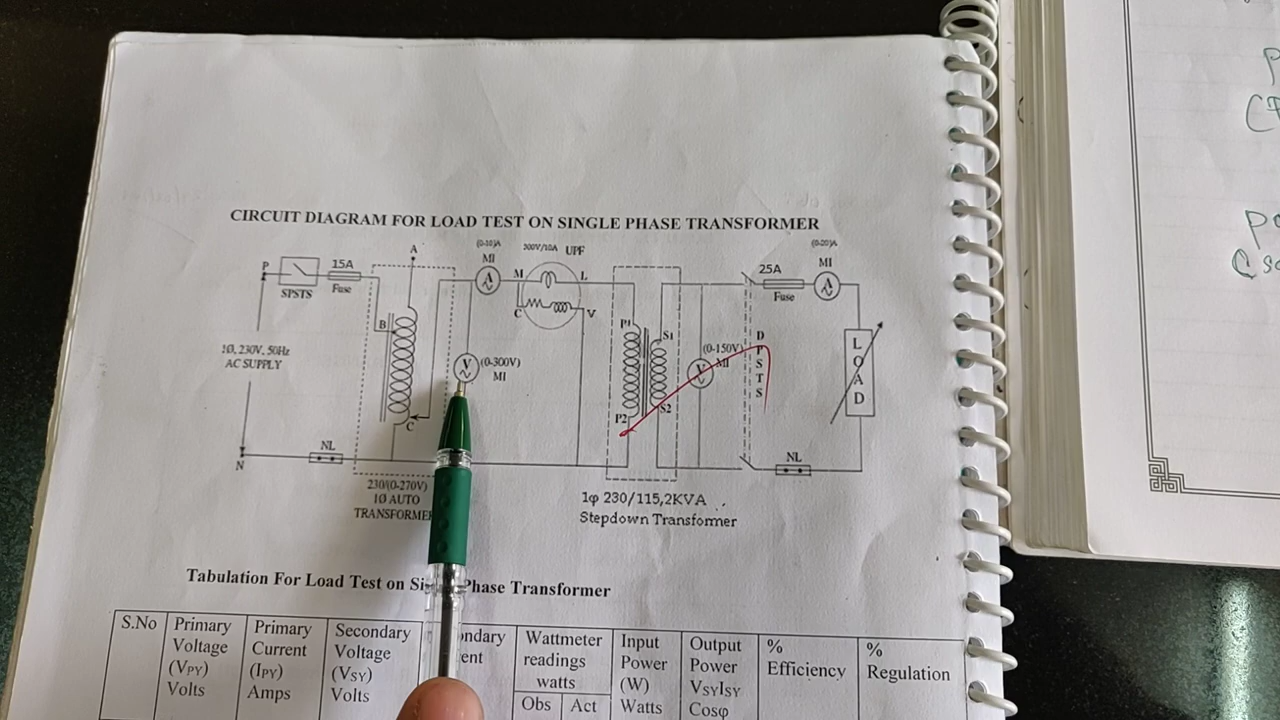 CIRCUIT DIAGRAM FOR LOAD TEST ON SINGLE PHASE TRANSFORMER
A
(0-10)A
MI
300V/10A UPF
(0-20)A
MI
P
SPSTS
15A
Fuse
A
M
L
C
V
25A
Fuse
A
B
P1
S1
D
P
S
T
S
1Ø, 230V, 50Hz
AC SUPPLY
V
(0-300V)
MI
(0-150V)
MI
V
L
O
A
D
C
P2
S2
N
NL
NL
230/(0-270V)
1Ø AUTO
TRANSFORMER
1φ 230/115,2KVA
Stepdown Transformer
Tabulation For Load Test on Single Phase Transformer
S.No
Primary
Voltage
(VPY)
Volts
Primary
Current
(IPY)
Amps
Secondary
Voltage
(VSY)
Volts
Wattmeter
readings
watts
Obs
Act
Input
Power
(W)
Watts
Output
Power
VSYISY
Cosφ
%
Efficiency
%
Regulation